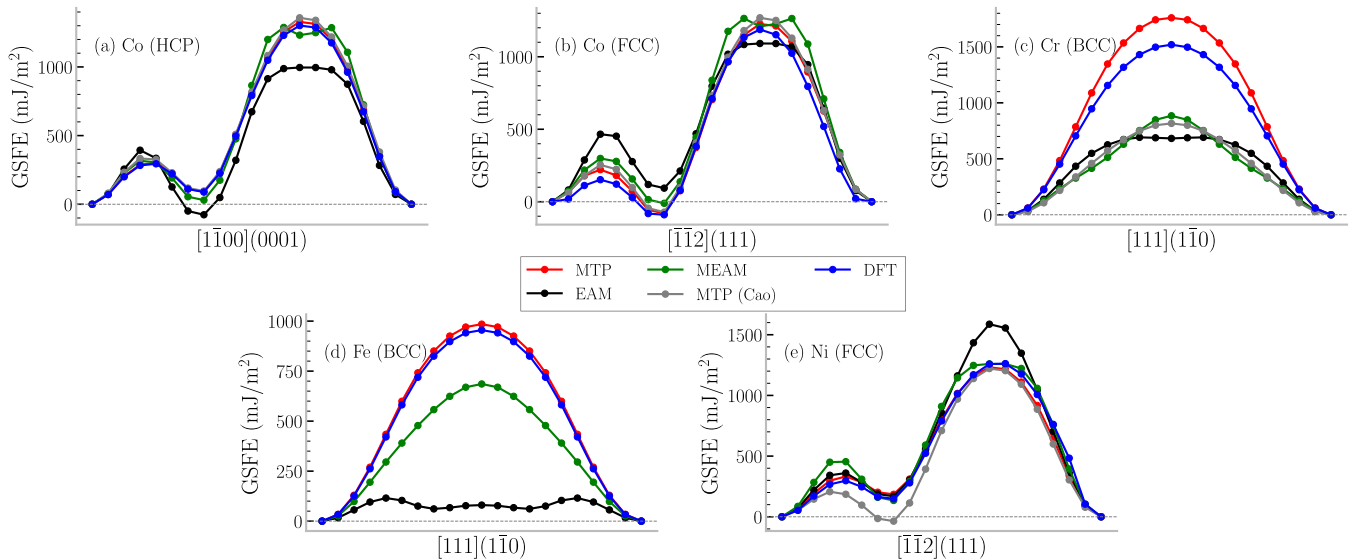 (a) Co (HCP)
GSFE (mJ/m²)
1000
500
0
[11̄00](0001)
(b) Co (FCC)
GSFE (mJ/m²)
1000
500
0
[1̄1̄2](111)
(c) Cr (BCC)
GSFE (mJ/m²)
1500
1000
500
0
[111](11̄0)
MTP
MEAM
DFT
EAM
MTP (Cao)
(d) Fe (BCC)
GSFE (mJ/m²)
1000
750
500
250
0
[111](11̄0)
(e) Ni (FCC)
GSFE (mJ/m²)
1500
1000
500
0
[1̄1̄2](111)